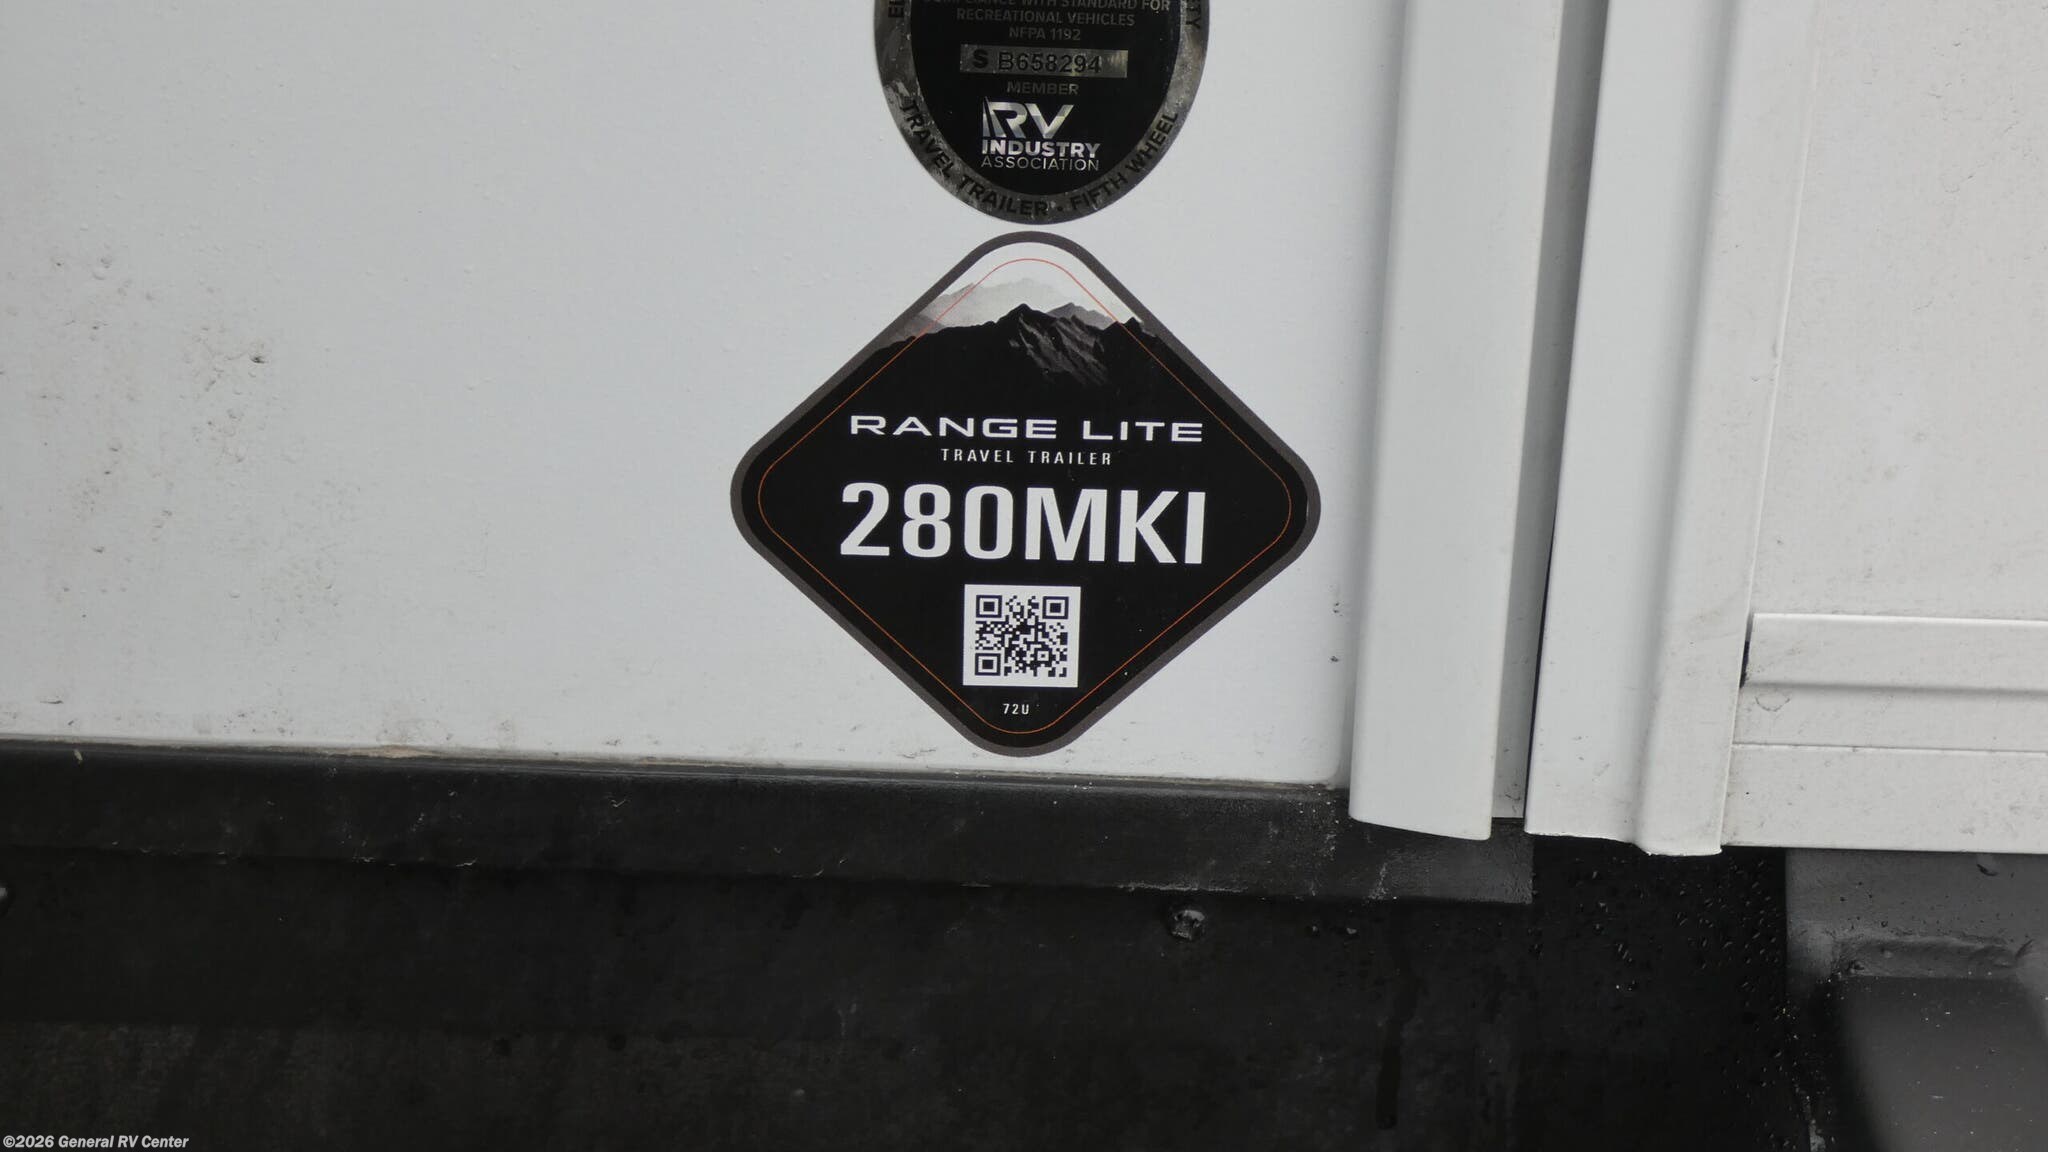 COMPLIANCE WITH STANDARD FOR
RECREATIONAL VEHICLES
NFPA 1192
S B658294
MEMBER
RV
INDUSTRY
ASSOCIATION
TRAVEL TRAILER • FIFTH WHEEL
RANGE LITE
TRAVEL TRAILER
280MKI
72U
©2026 General RV Center